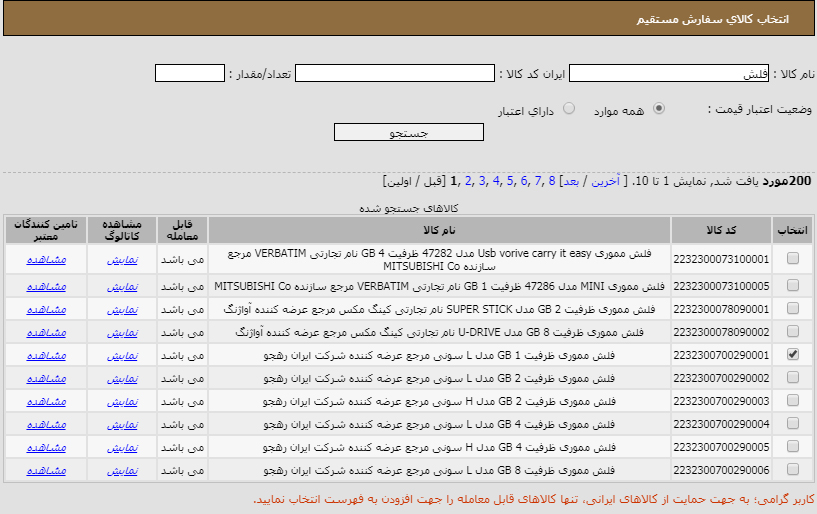 انتخاب كالاي سفارش مستقيم
نام کالا : فلش ایران کد کالا : تعداد/مقدار :
وضعیت اعتبار قیمت : همه موارد داراي اعتبار
جستجو
200مورد یافت شد, نمایش 1 تا 10. [ آخرین / بعد] 8 ,7 ,6 ,5 ,4 ,3 ,2 ,1 [قبل / اولین]
کالاهای جستجو شده
انتخاب کد کالا نام کالا قابل معامله مشاهده کاتالوگ تامین کنندگان معتبر
2232300073100001 فلش مموری Usb vorive carry it easy مدل 47282 ظرفیت 4 GB نام تجارتی VERBATIM مرجع سازنده MITSUBISHI Co می باشد نمایش مشاهده
2232300073100005 فلش مموری MINI مدل 47286 ظرفیت 1 GB نام تجارتی VERBATIM مرجع سازنده MITSUBISHI Co می باشد نمایش مشاهده
2232300078090001 فلش مموری ظرفیت 2 GB مدل SUPER STICK نام تجارتی کینگ مکس مرجع عرضه کننده آواژنگ می باشد نمایش مشاهده
2232300078090002 فلش مموری ظرفیت 8 GB مدل U-DRIVE نام تجارتی کینگ مکس مرجع عرضه کننده آواژنگ می باشد نمایش مشاهده
2232300700290001 فلش مموری ظرفیت 1 GB مدل L سونی مرجع عرضه کننده شرکت ایران رهجو می باشد نمایش مشاهده
2232300700290002 فلش مموری ظرفیت 2 GB مدل L سونی مرجع عرضه کننده شرکت ایران رهجو می باشد نمایش مشاهده
2232300700290003 فلش مموری ظرفیت 2 GB مدل H سونی مرجع عرضه کننده شرکت ایران رهجو می باشد نمایش مشاهده
2232300700290004 فلش مموری ظرفیت 4 GB مدل L سونی مرجع عرضه کننده شرکت ایران رهجو می باشد نمایش مشاهده
2232300700290005 فلش مموری ظرفیت 4 GB مدل H سونی مرجع عرضه کننده شرکت ایران رهجو می باشد نمایش مشاهده
2232300700290006 فلش مموری ظرفیت 8 GB مدل L سونی مرجع عرضه کننده شرکت ایران رهجو می باشد نمایش مشاهده
کاربر گرامی؛ به جهت حمایت از کالاهای ایرانی، تنها کالاهای قابل معامله را جهت افزودن به فهرست انتخاب نمایید.